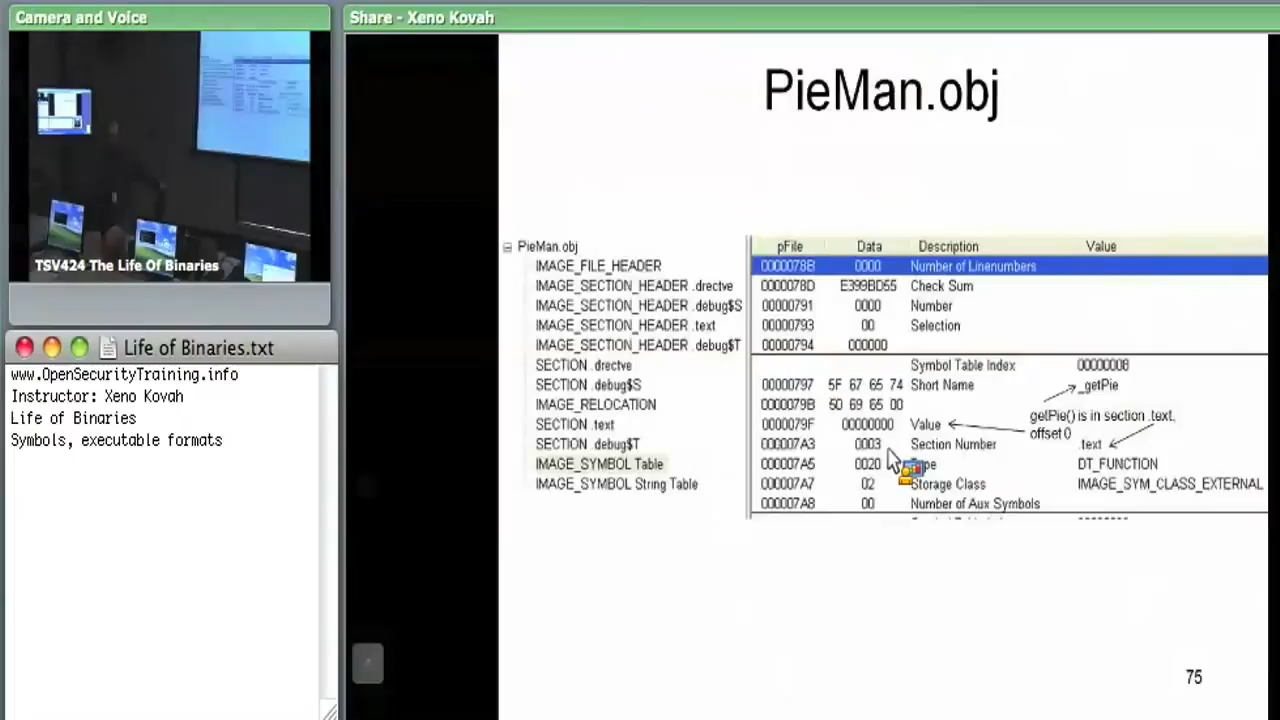 Camera and Voice
TSV424 The Life Of Binaries
Life of Binaries.txt
www.OpenSecurityTraining.info
Instructor: Xeno Kovah
Life of Binaries
Symbols, executable formats
Share - Xeno Kovah
PieMan.obj
PieMan.obj
IMAGE_FILE_HEADER
IMAGE_SECTION_HEADER .drectve
IMAGE_SECTION_HEADER .debug$S
IMAGE_SECTION_HEADER .text
IMAGE_SECTION_HEADER .debug$T
SECTION .drectve
SECTION .debug$S
IMAGE_RELOCATION
SECTION .text
SECTION .debug$T
IMAGE_SYMBOL Table
IMAGE_SYMBOL String Table
pFile Data Description Value
0000078B 0000 Number of Linenumbers
0000078D E399BD55 Check Sum
00000791 0000 Number
00000793 00 Selection
00000794 000000
Symbol Table Index 00000008
00000797 5F 67 65 74 Short Name _getPie
0000079B 50 69 65 00
0000079F 00000000 Value
000007A3 0003 Section Number .text
000007A5 0020 DT_FUNCTION
000007A7 02 Storage Class IMAGE_SYM_CLASS_EXTERNAL
000007A8 00 Number of Aux Symbols
getPie() is in section .text,
offset 0
75